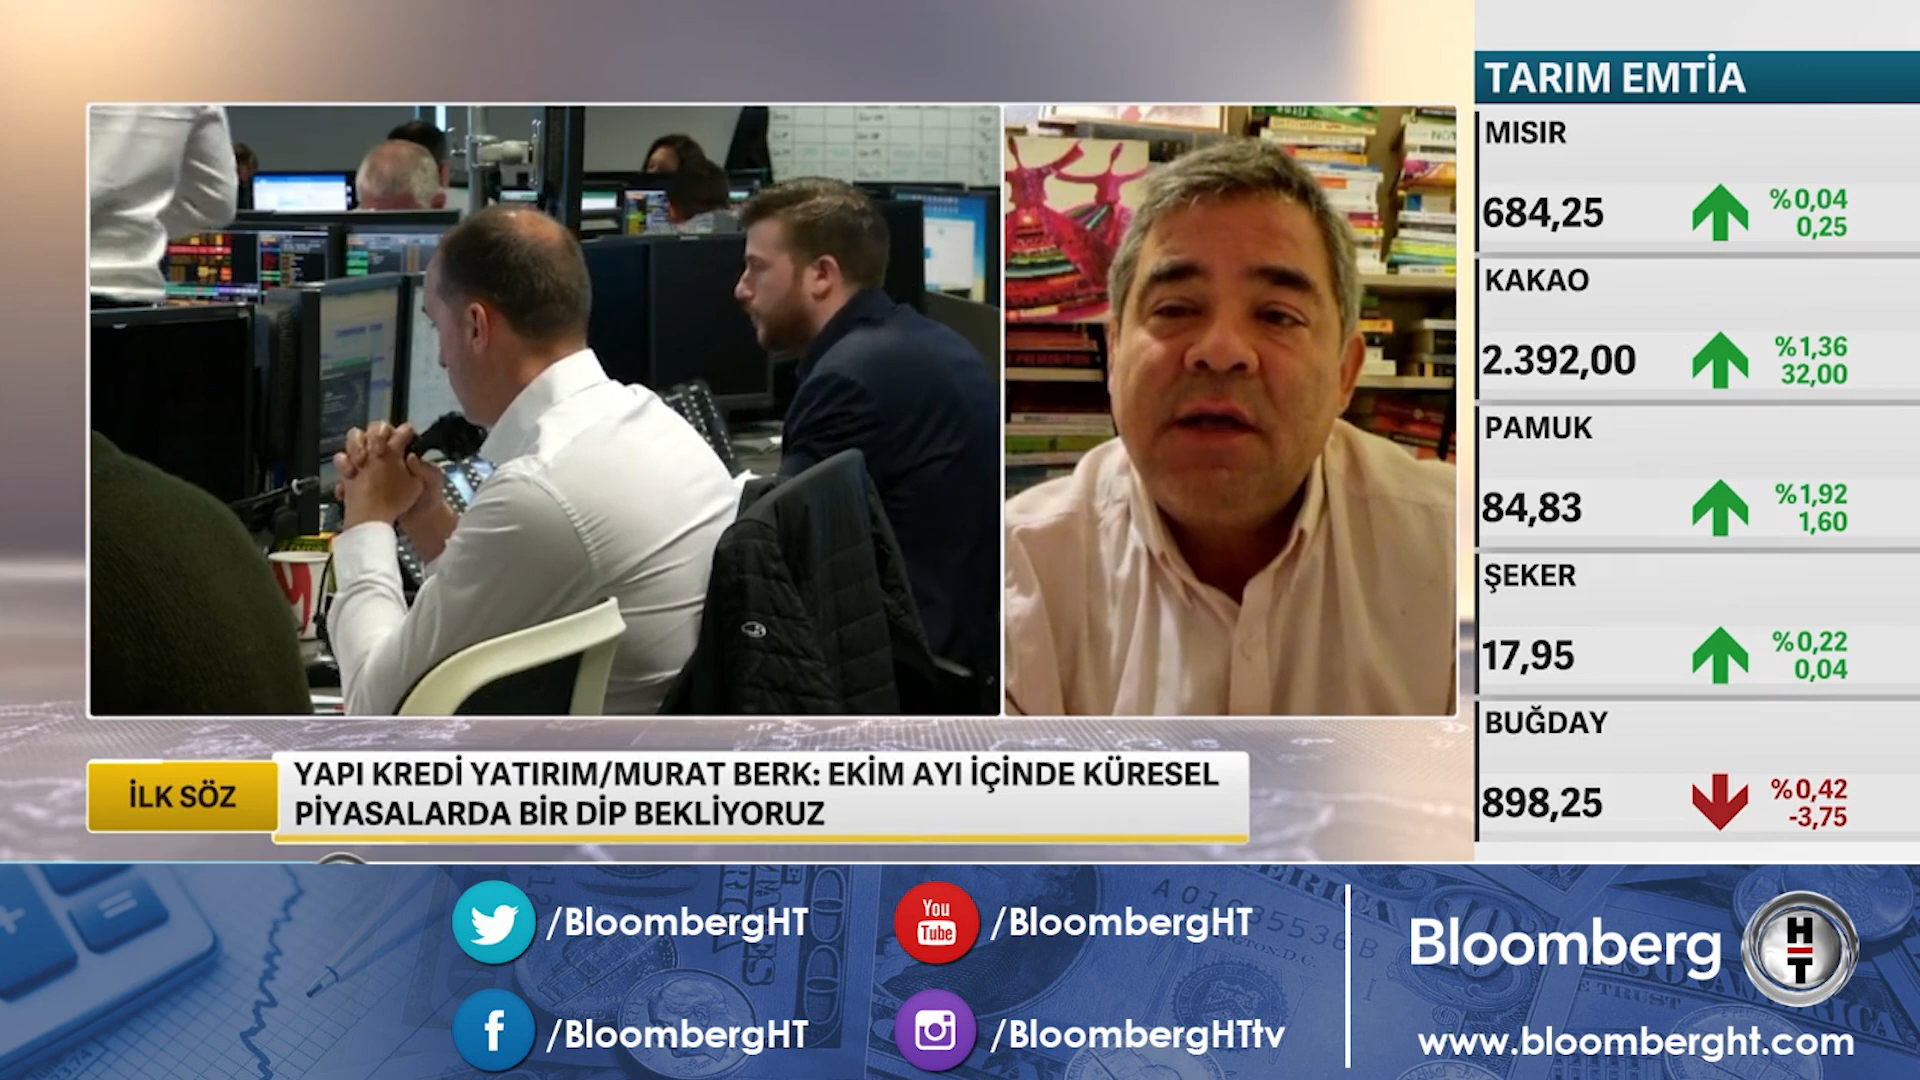 TARIM EMTİA
MISIR
684,25
%0,04
0,25
KAKAO
2.392,00
%1,36
32,00
PAMUK
84,83
%1,92
1,60
ŞEKER
17,95
%0,22
0,04
BUĞDAY
898,25
%0,42
-3,75
İLK SÖZ
YAPI KREDİ YATIRIM/MURAT BERK: EKİM AYI İÇİNDE KÜRESEL
PİYASALARDA BİR DİP BEKLİYORUZ
/BloombergHT
You
Tube
/BloombergHT
/BloombergHT
/BloombergHTtv
Bloomberg
H
T
www.bloomberght.com